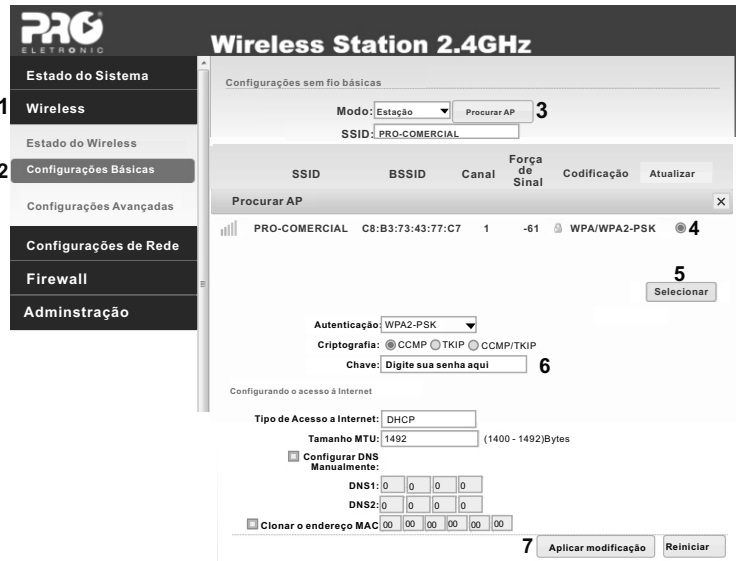 PRO
ELETRONIC
Wireless Station 2.4GHz
Estado do Sistema
1 Wireless
Estado do Wireless
2 Configurações Básicas
Configurações Avançadas
Configurações de Rede
Firewall
Adminstração
Configurações sem fio básicas
Modo: Estação Procurar AP 3
SSID: PRO-COMERCIAL
SSID BSSID Canal Força de Sinal Codificação Atualizar
Procurar AP X
PRO-COMERCIAL C8:B3:73:43:77:C7 1 -61 WPA/WPA2-PSK 4
5
Selecionar
Autenticação: WPA2-PSK
Criptografia: CCMP TKIP CCMP/TKIP
Chave: Digite sua senha aqui 6
Configurando o acesso á Internet
Tipo de Acesso a Internet: DHCP
Tamanho MTU: 1492 (1400 - 1492)Bytes
Configurar DNS
Manualmente:
DNS1: 0 0 0 0
DNS2: 0 0 0 0
Clonar o endereço MAC 00 00 00 00 00 00
7 Aplicar modificação Reiniciar